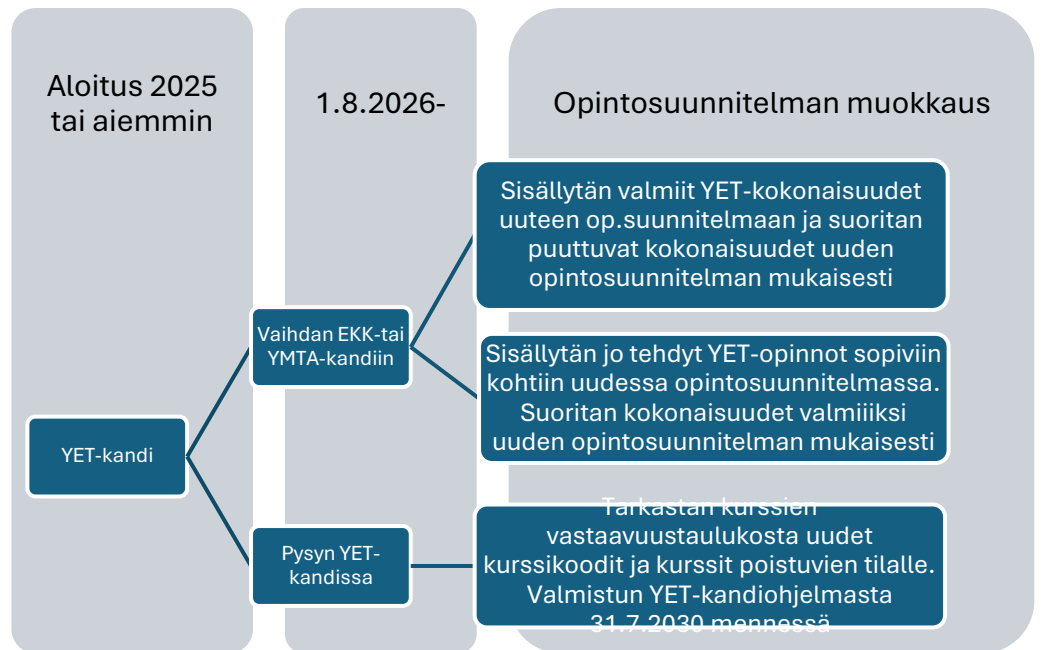 Aloitus 2025
tai aiemmin
1.8.2026-
Opintosuunnitelman muokkaus
Sisällytän valmiit YET-kokonaisuudet
uuteen op.suunnitelmaan ja suoritan
puuttuvat kokonaisuudet uuden
opintosuunnitelman mukaisesti
Vaihdan EKK-tai
YMTA-kandiin
Sisällytän jo tehdyt YET-opinnot sopiviin
kohtiin uudessa opintosuunnitelmassa.
Suoritan kokonaisuudet valmiiiksi
uuden opintosuunnitelman mukaisesti
YET-kandi
Pysyn YET-
kandissa
Tarkastan kurssien
vastaavuustaulukosta uudet
kurssikoodit ja kurssit poistuvien tilalle.
Valmistun YET-kandiohjelmasta
31.7.2030 mennessä